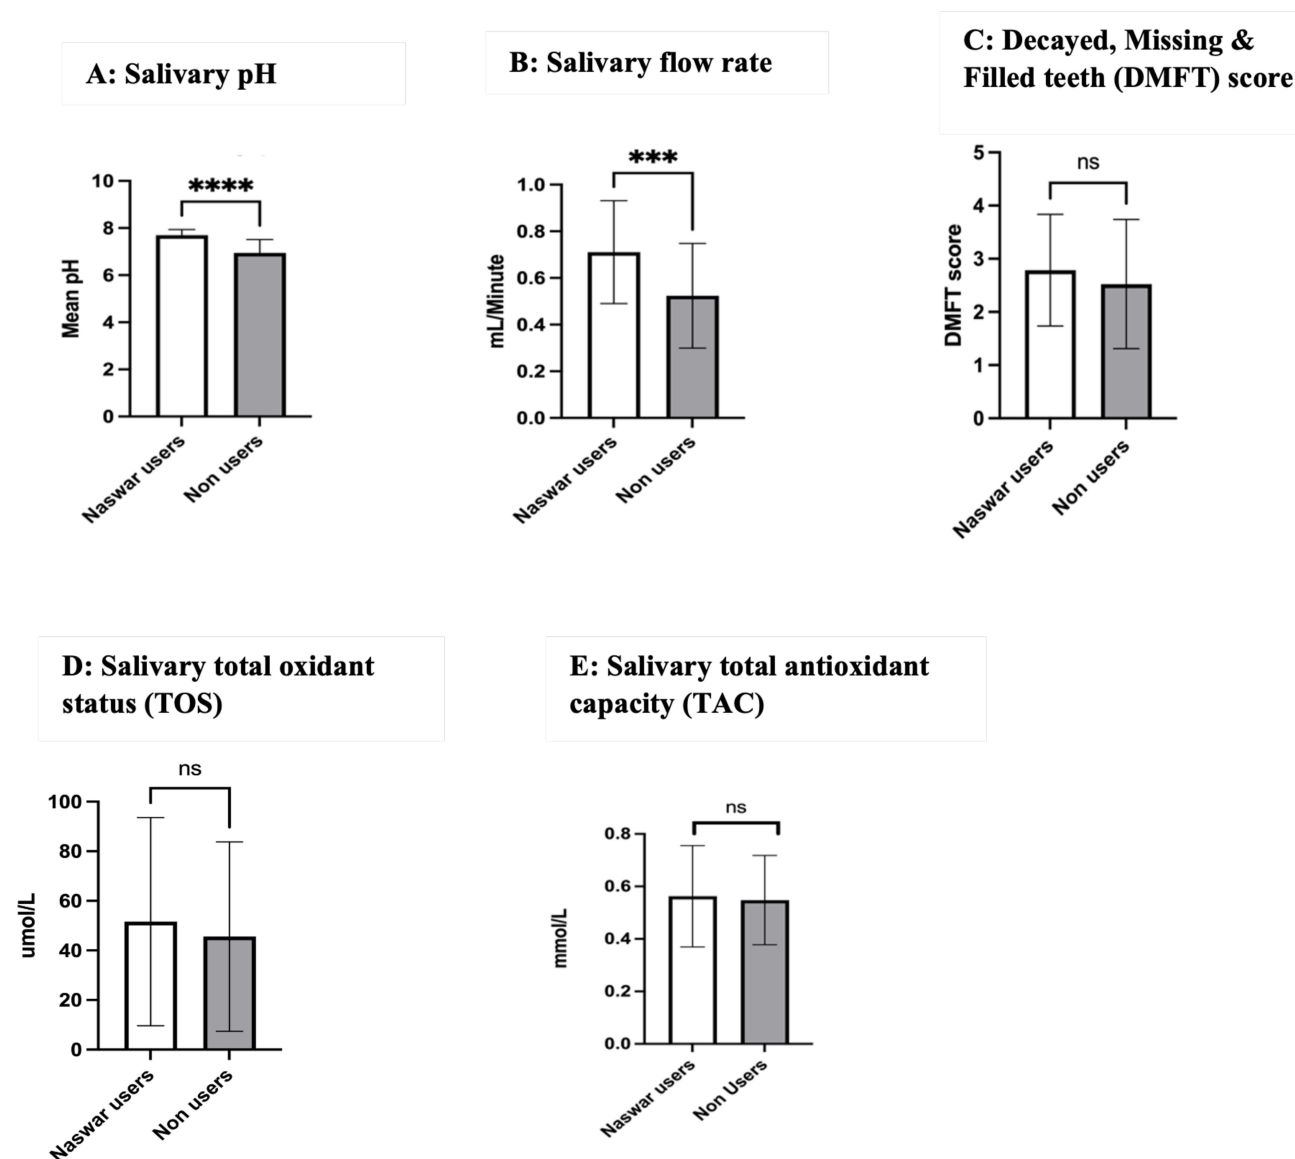 A: Salivary pH
B: Salivary flow rate
C: Decayed, Missing &
Filled teeth (DMFT) score
****
10
8
6
4
2
0
Mean pH
Naswar users
Non users
***
1.0
0.8
0.6
0.4
0.2
0.0
mL/Minute
Naswar users
Non users
ns
5
4
3
2
1
0
DMFT score
Naswar users
Non users
D: Salivary total oxidant
status (TOS)
E: Salivary total antioxidant
capacity (TAC)
ns
100
80
60
40
20
0
umol/L
Naswar users
Non users
ns
0.8
0.6
0.4
0.2
0.0
mmol/L
Naswar users
Non Users